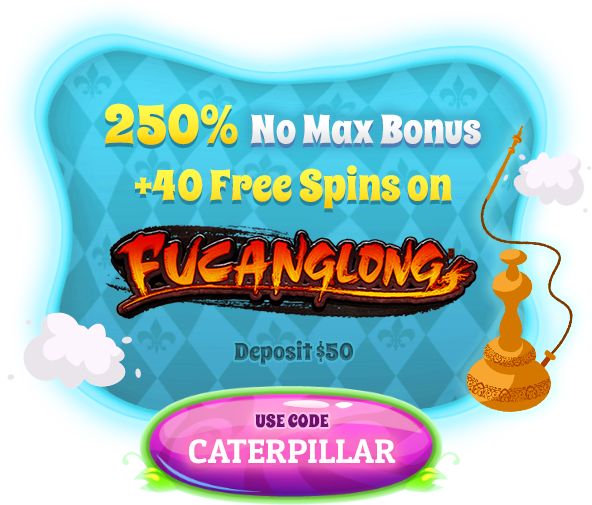 250% No Max Bonus
+40 Free Spins on
FUCANGLONG
Deposit $50
USE CODE
CATERPILLAR